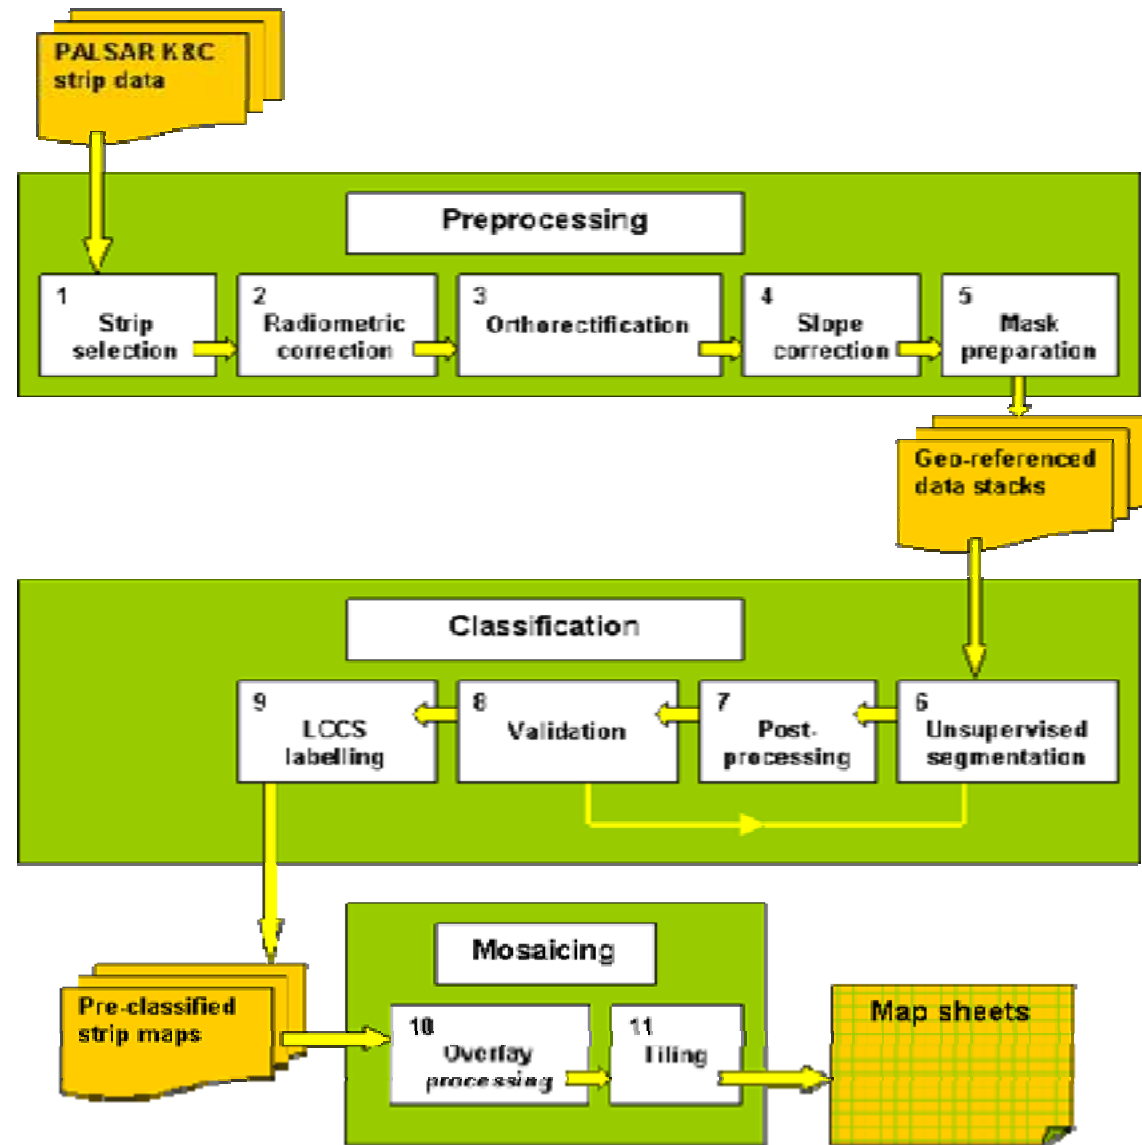 PALSAR K&C
strip data
Preprocessing
1
Strip
selection
2
Radiometric
correction
3
Orthorectification
4
Slope
correction
5
Mask
preparation
Geo-referenced
data stacks
Classification
9
LCCS
labelling
8
Validation
7
Post-
processing
6
Unsupervised
segmentation
Mosaicing
Pre-classified
strip maps
10
Overlay
processing
11
Tiling
Map sheets